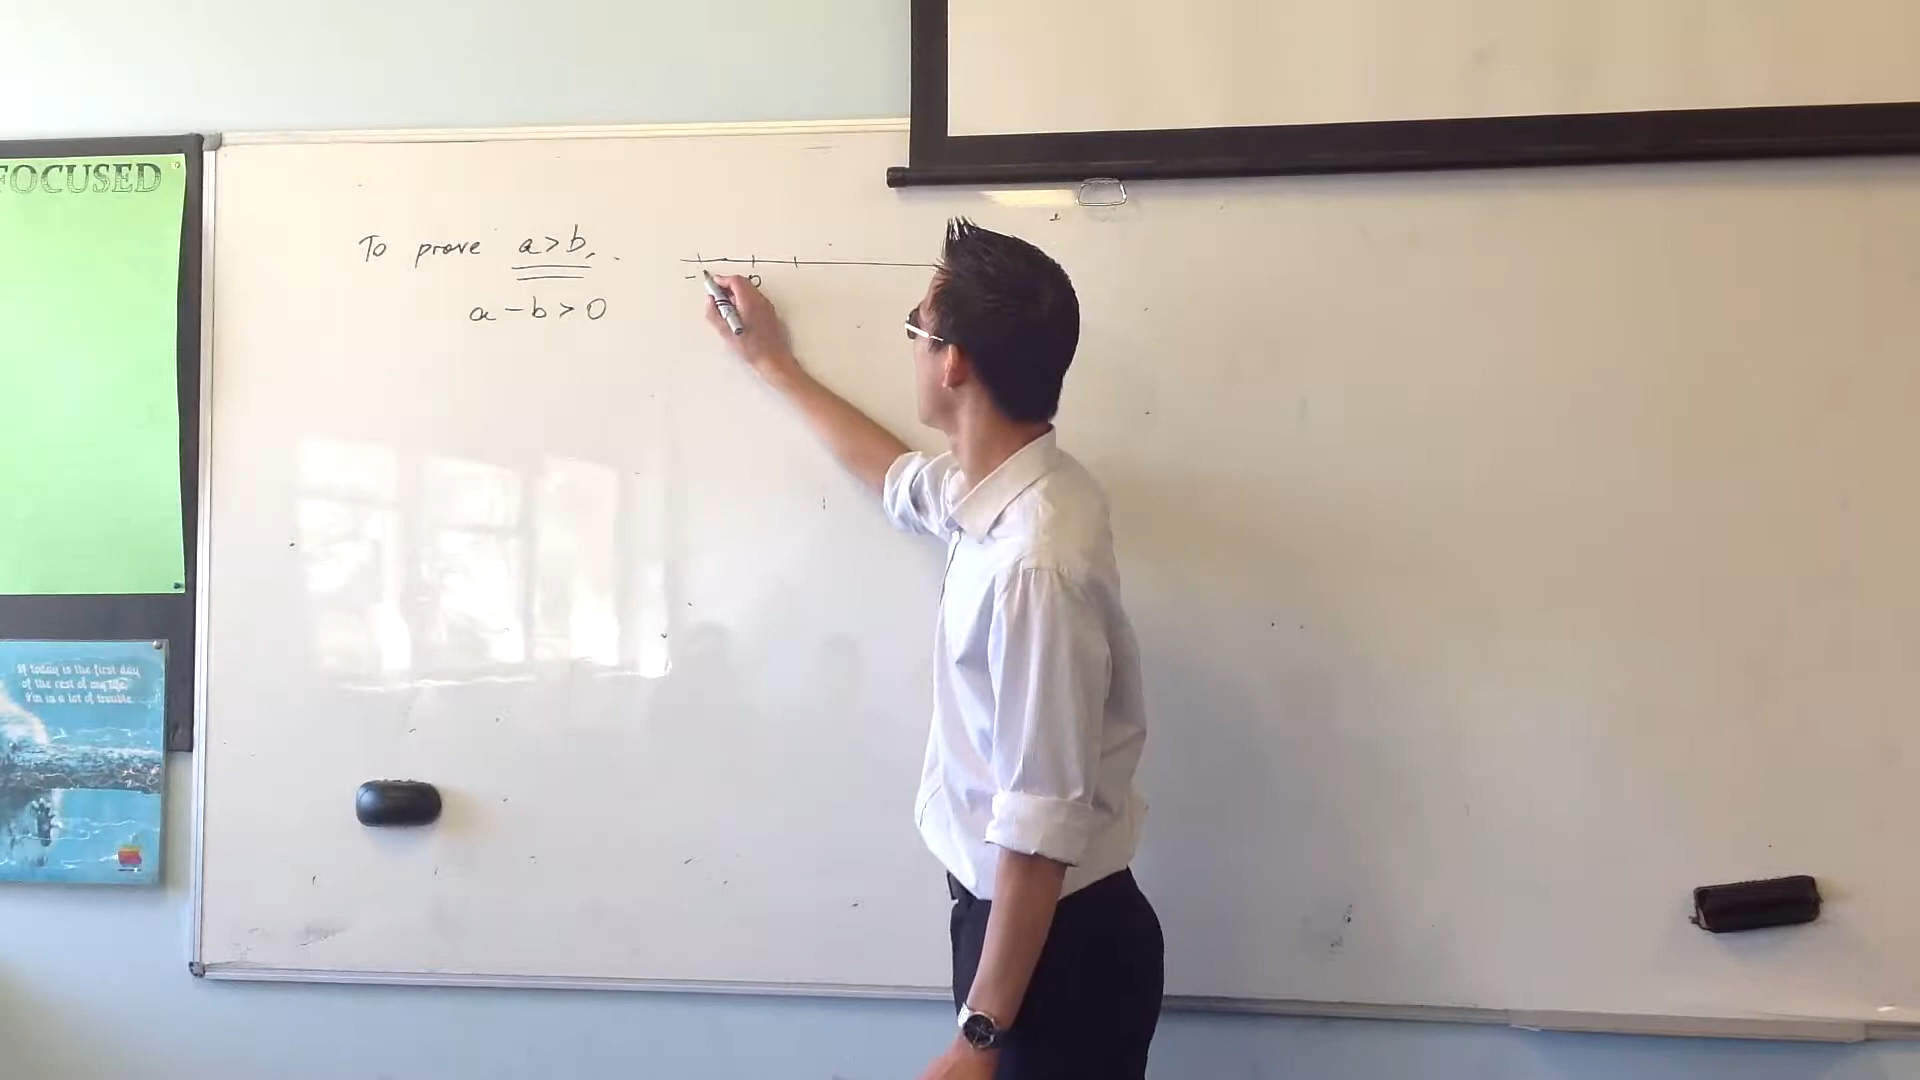 FOCUSED
To prove a>b,
a-b>0
- 0
If today is the first day
of the rest of my life,
I'm in a lot of trouble.